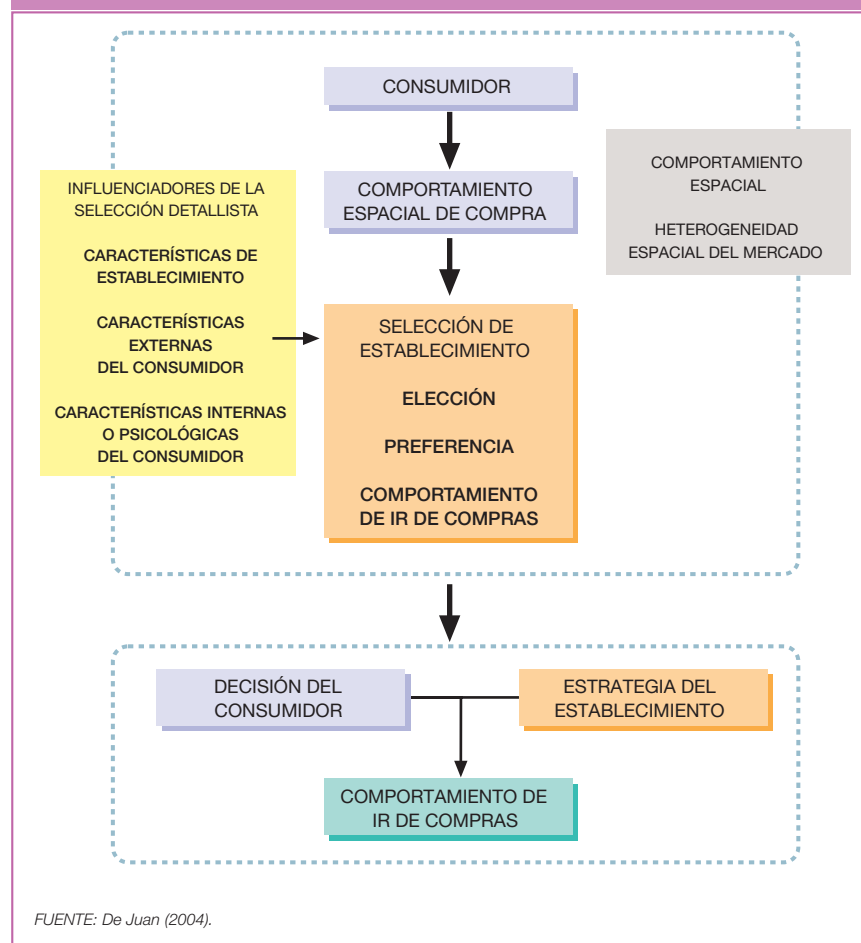 CONSUMIDOR
COMPORTAMIENTO
ESPACIAL DE COMPRA
COMPORTAMIENTO
ESPACIAL
HETEROGENEIDAD
ESPACIAL DEL MERCADO
INFLUENCIADORES DE LA
SELECCIÓN DETALLISTA
CARACTERÍSTICAS DE
ESTABLECIMIENTO
CARACTERÍSTICAS
EXTERNAS
DEL CONSUMIDOR
CARACTERÍSTICAS INTERNAS
O PSICOLÓGICAS
DEL CONSUMIDOR
SELECCIÓN DE
ESTABLECIMIENTO
ELECCIÓN
PREFERENCIA
COMPORTAMIENTO
DE IR DE COMPRAS
DECISIÓN DEL
CONSUMIDOR
ESTRATEGIA DEL
ESTABLECIMIENTO
COMPORTAMIENTO DE
IR DE COMPRAS
FUENTE: De Juan (2004).